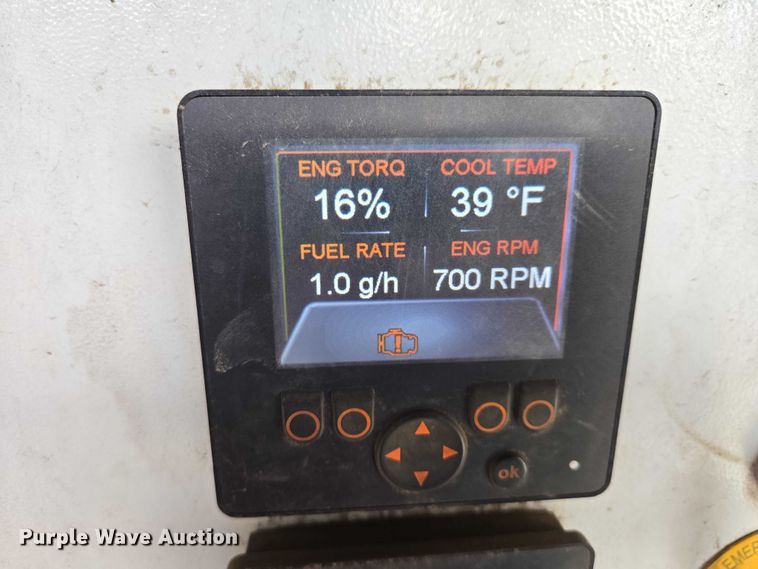 ENG TORQ COOL TEMP
16% 39 °F
FUEL RATE ENG RPM
1.0 g/h 700 RPM
ok
Purple Wave Auction